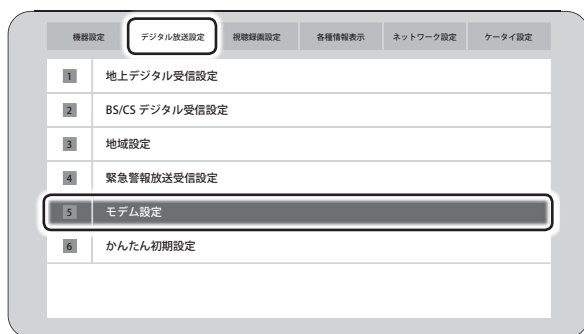 機器設定 デジタル放送設定 視聴録画設定 各種情報表示 ネットワーク設定 ケータイ設定
1 地上デジタル受信設定
2 BS/CS デジタル受信設定
3 地域設定
4 緊急警報放送受信設定
5 モデム設定
6 かんたん初期設定